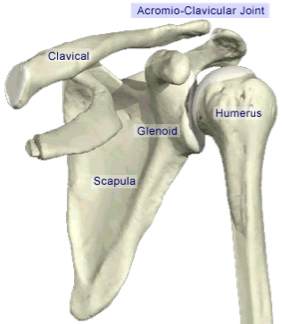 Acromio-Clavicular Joint
Clavical
Humerus
Glenoid
Scapula